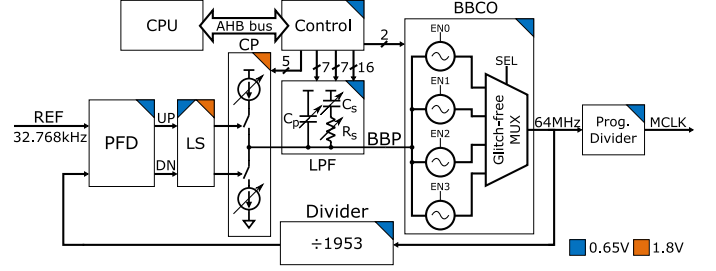 CPU
AHB bus
Control
BBCO
CP
5
7
7
16
2
EN0
EN1
EN2
EN3
SEL
Glitch-free
MUX
REF
32.768kHz
PFD
UP
DN
LS
Cp
Cs
Rs
LPF
BBP
64MHz
Prog.
Divider
MCLK
Divider
÷1953
0.65V
1.8V